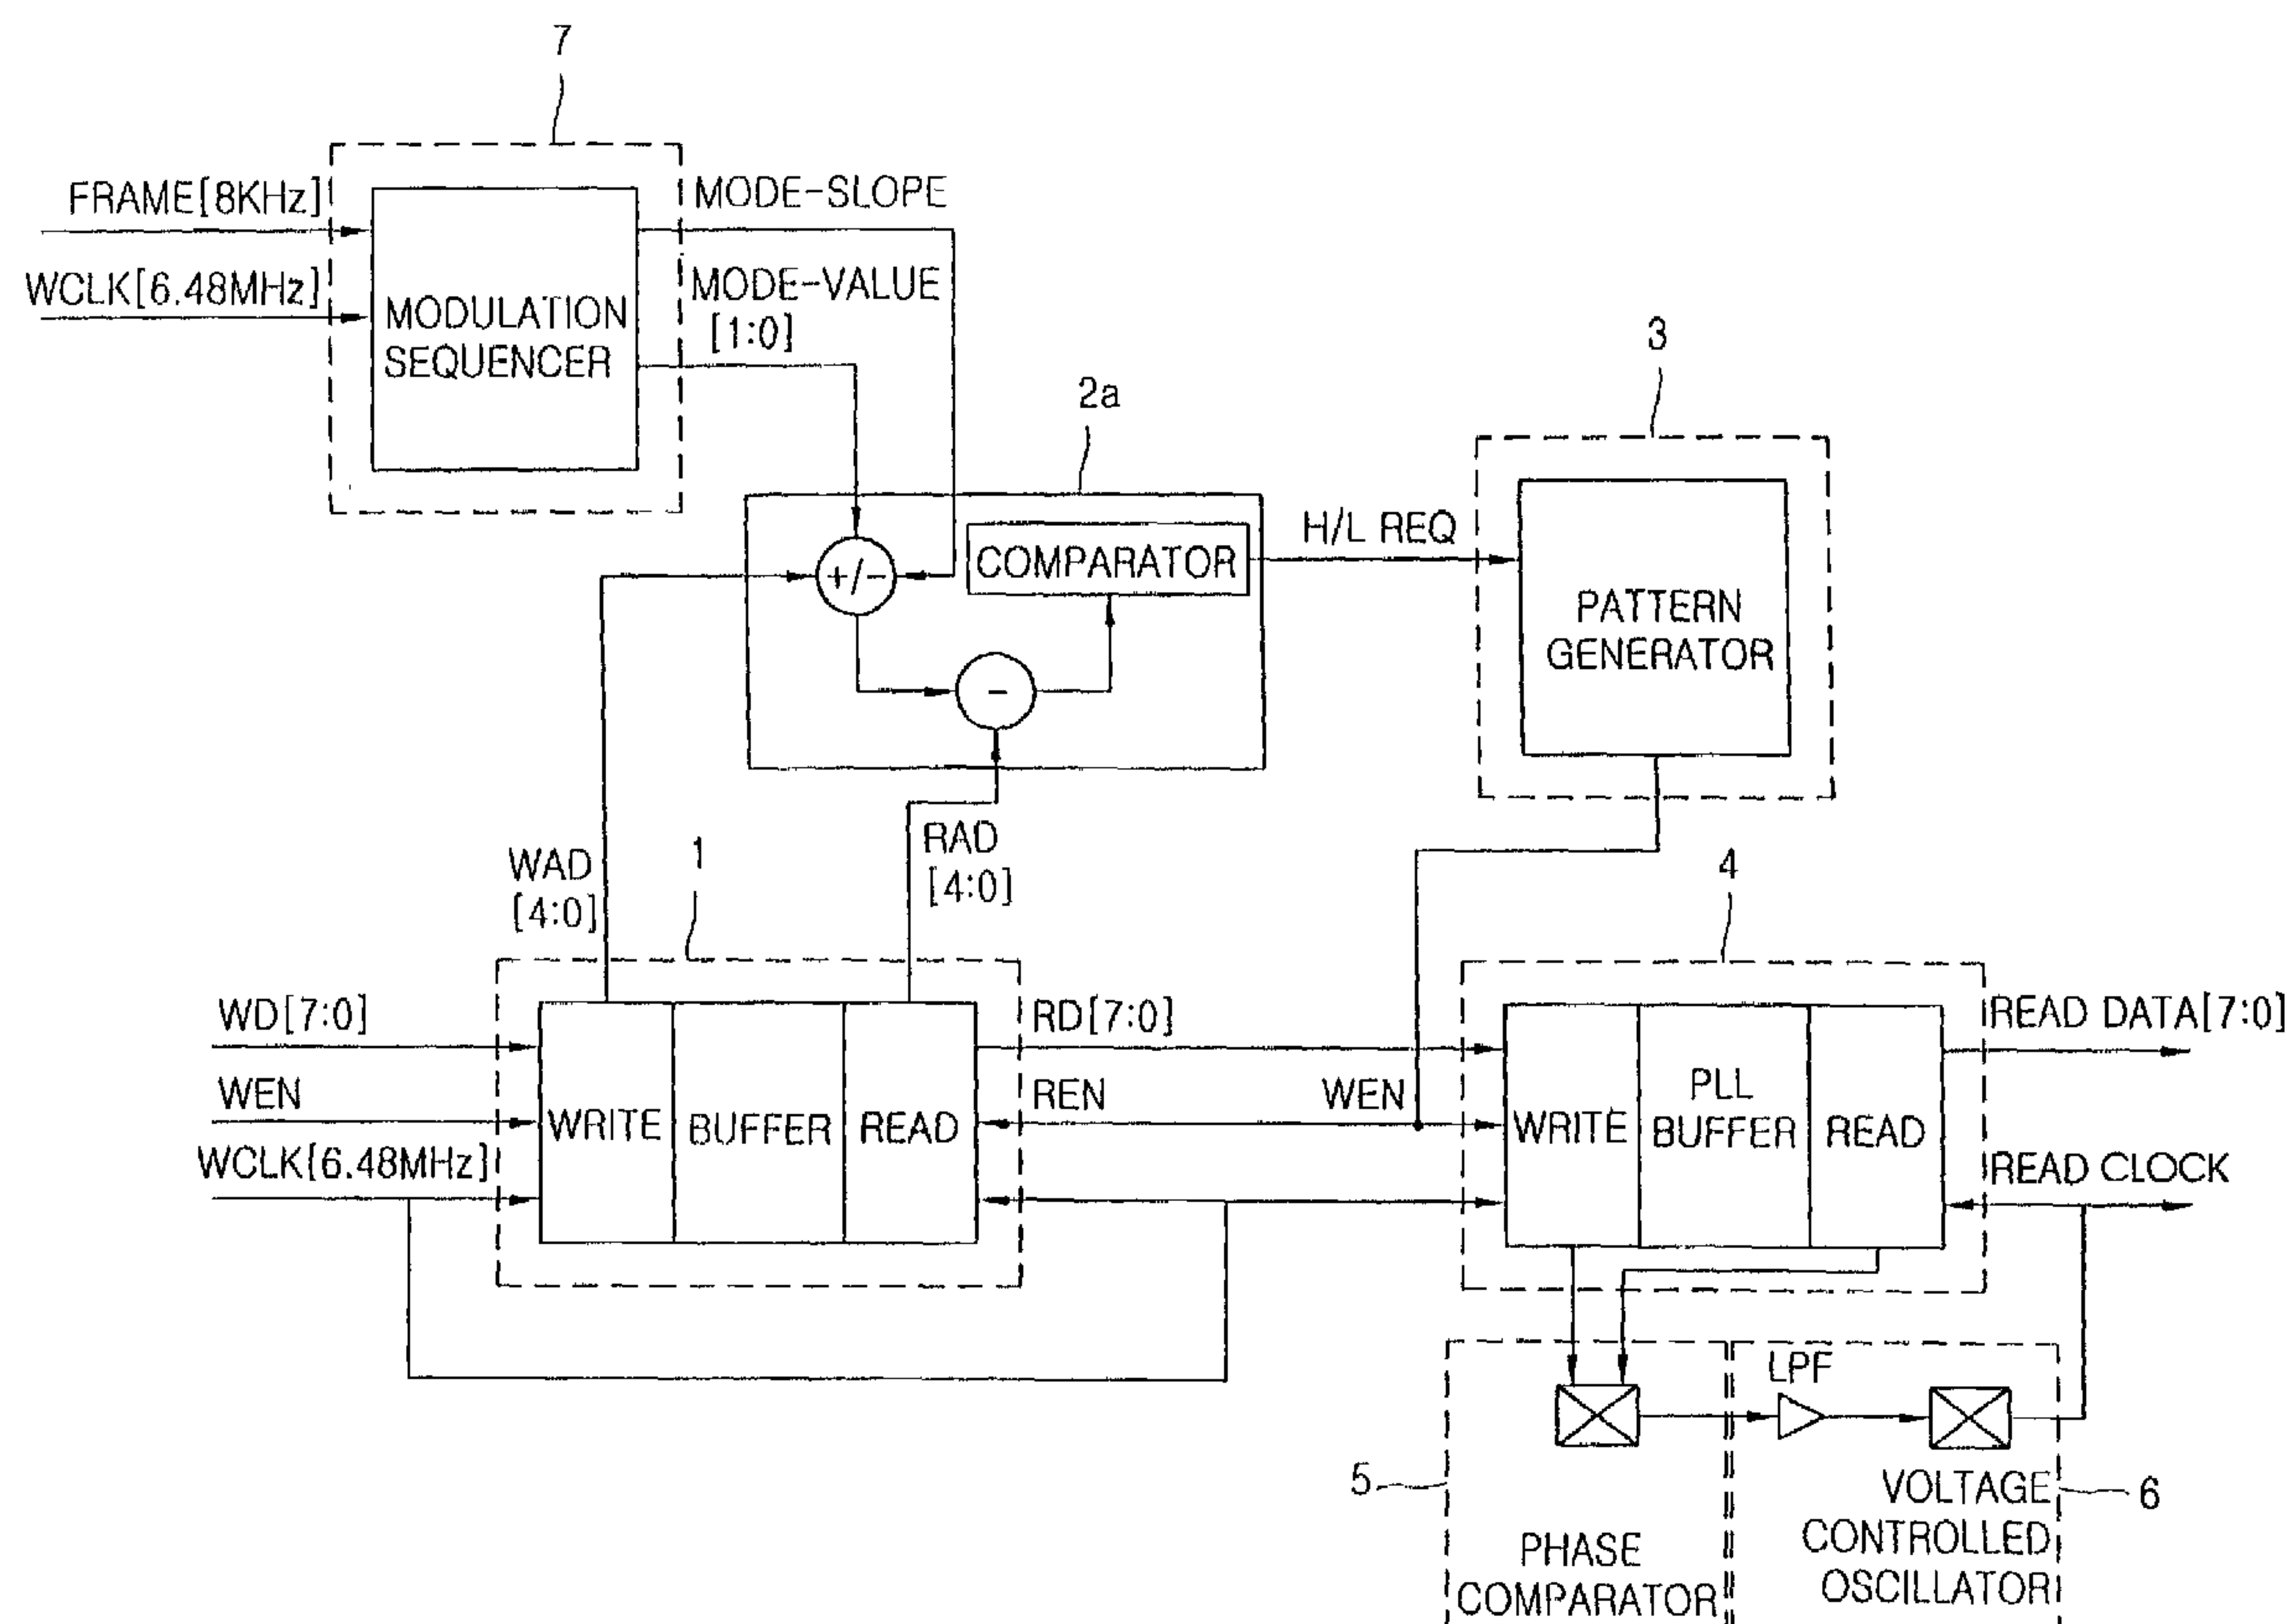 7
FRAME[8KHz]
WCLK[6.48MHz]
MODULATION
SEQUENCER
MODE-SLOPE
MODE-VALUE
[1:0]
2a
+/-
COMPARATOR
-
H/L REQ
3
PATTERN
GENERATOR
WAD
[4:0]
RAD
[4:0]
1
4
WD[7:0]
WEN
WCLK[6.48MHz]
WRITE
BUFFER
READ
RD[7:0]
REN
WEN
WRITE
PLL
BUFFER
READ
READ DATA[7:0]
READ CLOCK
5
PHASE
COMPARATOR
LPF
VOLTAGE
CONTROLLED
OSCILLATOR
6